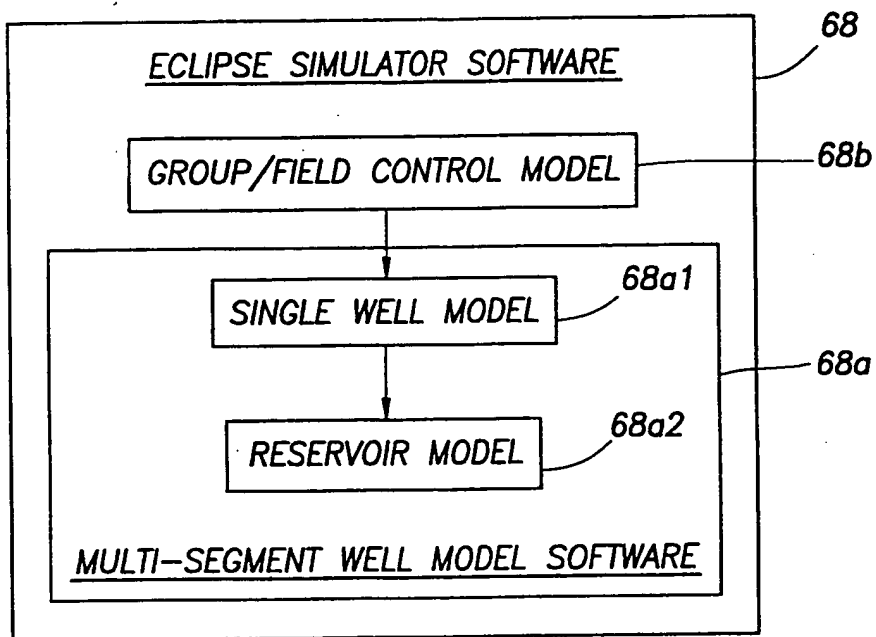 68
ECLIPSE SIMULATOR SOFTWARE
GROUP/FIELD CONTROL MODEL
68b
68a1
SINGLE WELL MODEL
68a
68a2
RESERVOIR MODEL
MULTI-SEGMENT WELL MODEL SOFTWARE